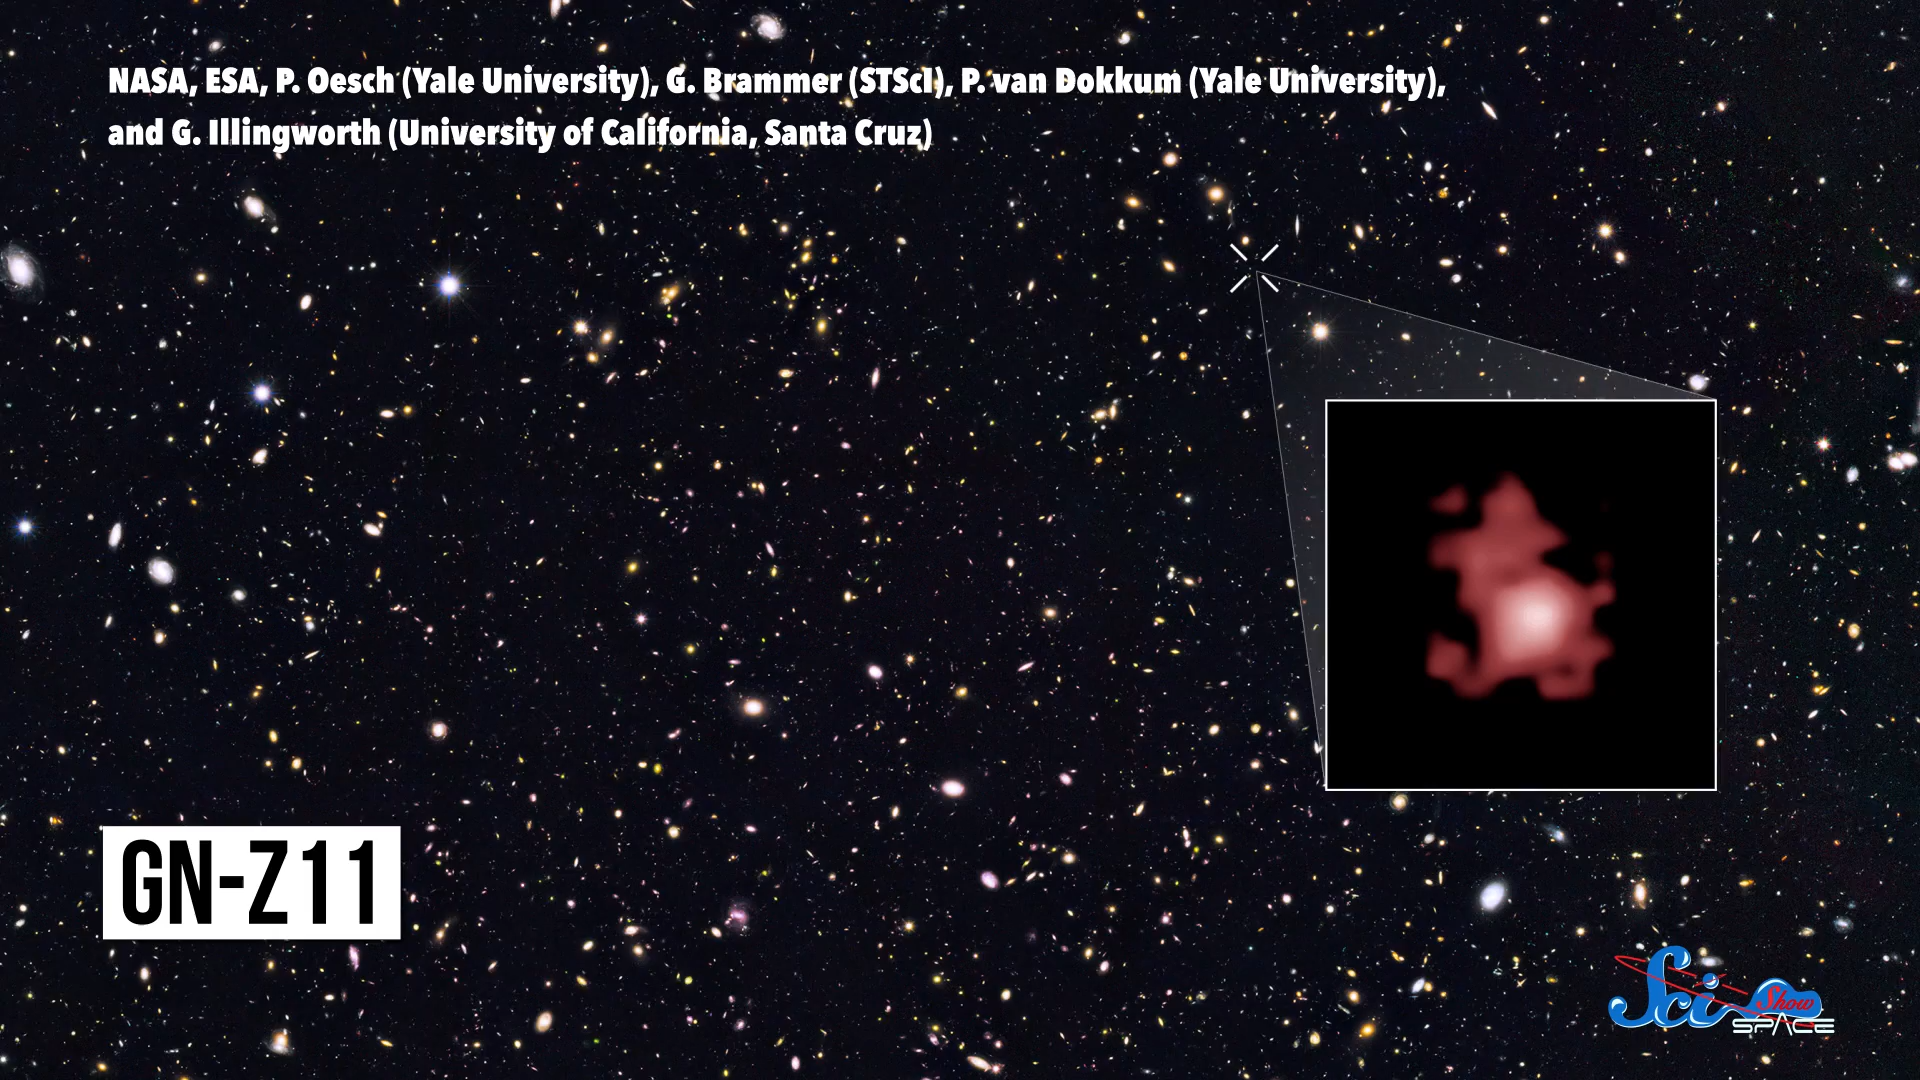 NASA, ESA, P. Oesch (Yale University), G. Brammer (STScI), P. van Dokkum (Yale University),
and G. Illingworth (University of California, Santa Cruz)
GN-Z11
Sci Show
SPACE